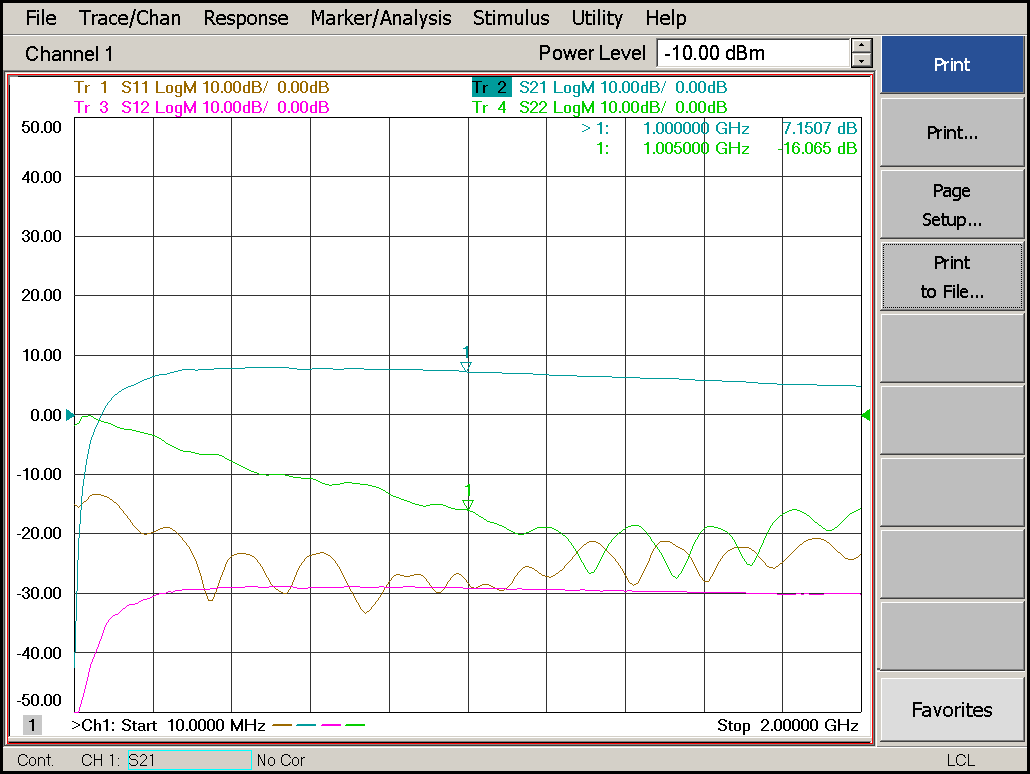 File Trace/Chan Response Marker/Analysis Stimulus Utility Help
Channel 1 Power Level -10.00 dBm
Print
Print...
Page
Setup...
Print
to File...
Favorites
Tr 1 S11 LogM 10.00dB/ 0.00dB Tr 2 S21 LogM 10.00dB/ 0.00dB
Tr 3 S12 LogM 10.00dB/ 0.00dB Tr 4 S22 LogM 10.00dB/ 0.00dB
> 1: 1.000000 GHz 7.1507 dB
1: 1.005000 GHz -16.065 dB
50.00
40.00
30.00
20.00
10.00
0.00
-10.00
-20.00
-30.00
-40.00
-50.00
1
1
1 >Ch1: Start 10.0000 MHz Stop 2.00000 GHz
Cont. CH 1: S21 No Cor LCL